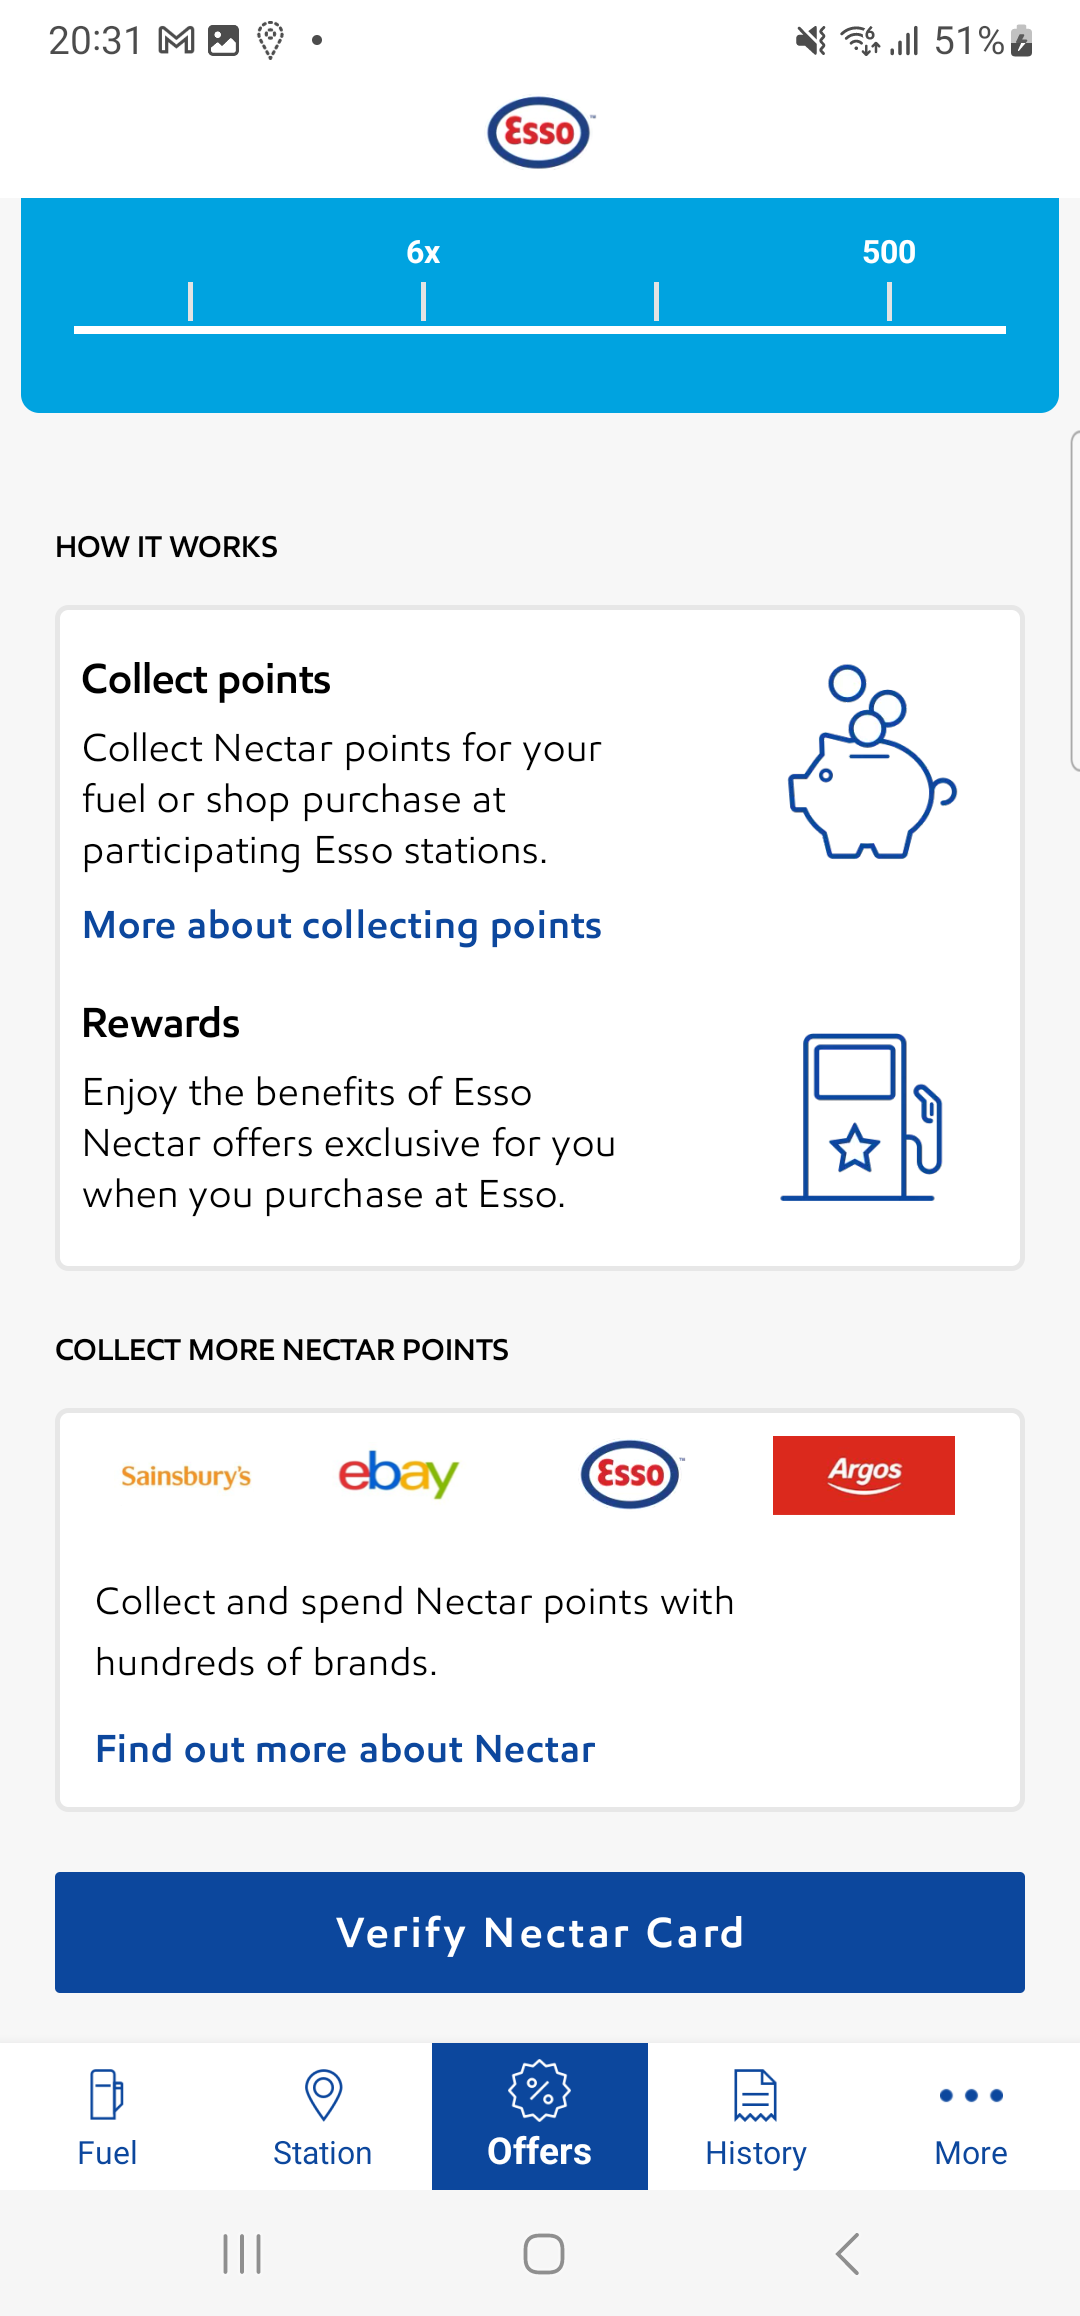 20:31 51%
Esso
6x 500
HOW IT WORKS
Collect points
Collect Nectar points for your
fuel or shop purchase at
participating Esso stations.
More about collecting points
Rewards
Enjoy the benefits of Esso
Nectar offers exclusive for you
when you purchase at Esso.
COLLECT MORE NECTAR POINTS
Sainsbury's ebay Esso Argos
Collect and spend Nectar points with
hundreds of brands.
Find out more about Nectar
Verify Nectar Card
Fuel Station Offers History More